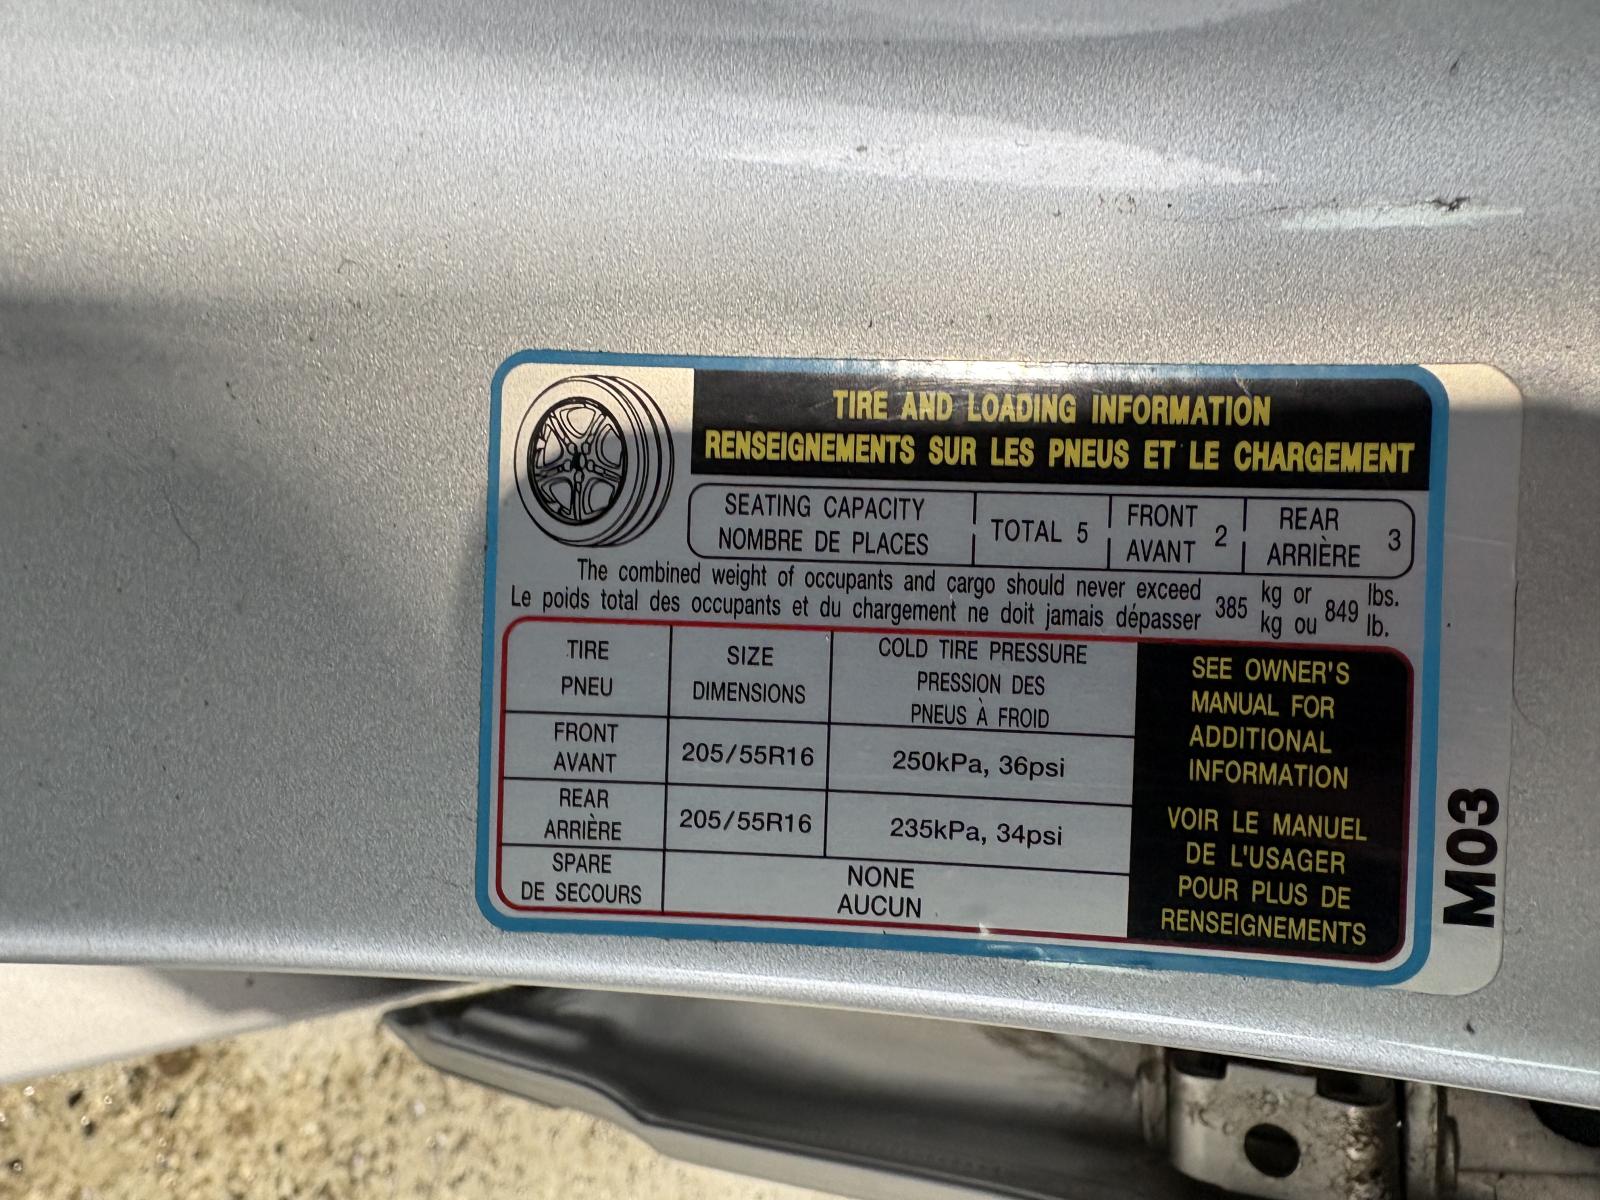 TIRE AND LOADING INFORMATION
RENSEIGNEMENTS SUR LES PNEUS ET LE CHARGEMENT
SEATING CAPACITY
NOMBRE DE PLACES
TOTAL 5
FRONT
AVANT
2
REAR
ARRIÈRE
3
The combined weight of occupants and cargo should never exceed
Le poids total des occupants et du chargement ne doit jamais dépasser
385
kg or
kg ou
849
lbs.
lb.
TIRE
PNEU
SIZE
DIMENSIONS
COLD TIRE PRESSURE
PRESSION DES
PNEUS À FROID
FRONT
AVANT
205/55R16
250kPa, 36psi
REAR
ARRIÈRE
205/55R16
235kPa, 34psi
SPARE
DE SECOURS
NONE
AUCUN
SEE OWNER'S
MANUAL FOR
ADDITIONAL
INFORMATION
VOIR LE MANUEL
DE L'USAGER
POUR PLUS DE
RENSEIGNEMENTS
M03